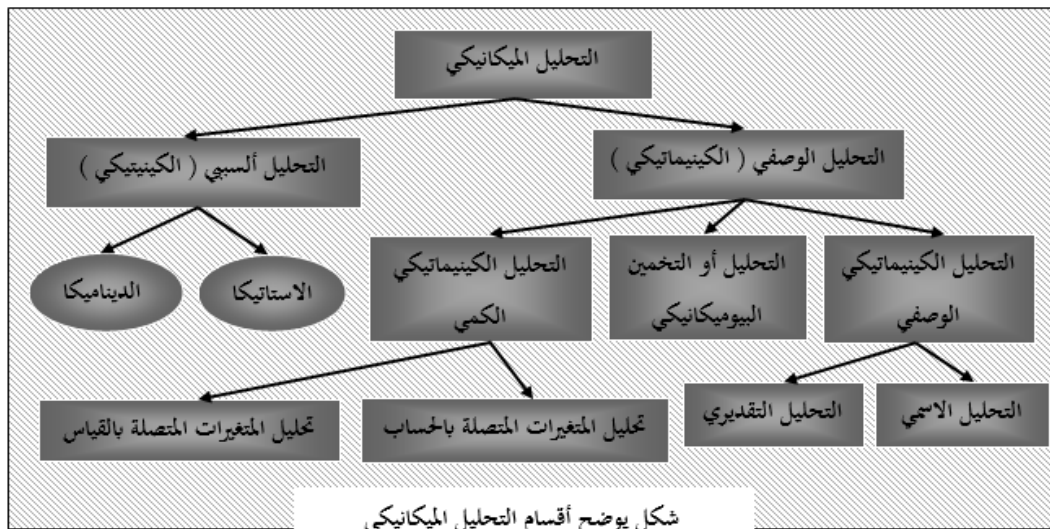 التحليل الميكانيكي
التحليل الوصفي ( الكينيماتيكي )
التحليل ألسببي ( الكينيتيكي )
التحليل الكينيماتيكي
الوصفي
التحليل أو التخمين
البيوميكانيكي
التحليل الكينيماتيكي
الكمي
الاستاتيكا
الديناميكا
التحليل الاسمي
التحليل التقديري
تحليل المتغيرات المتصلة بالحساب
تحليل المتغيرات المتصلة بالقياس
شكل يوضح أقسام التحليل الميكانيكي